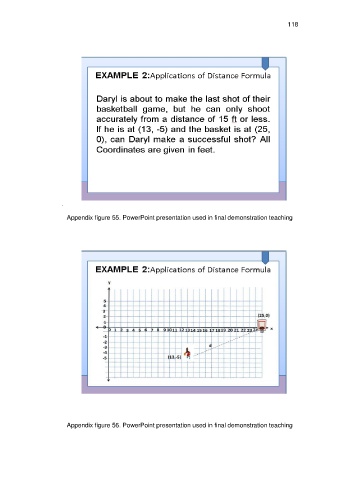 118
EXAMPLE 2:Applications of Distance Formula
Daryl is about to make the last shot of their
basketball game, but he can only shoot
accurately from a distance of 15 ft or less.
If he is at (13, -5) and the basket is at (25,
0), can Daryl make a successful shot? All
Coordinates are given in feet.
Appendix figure 55. PowerPoint presentation used in final demonstration teaching
EXAMPLE 2:Applications of Distance Formula
Y
5
4
3
2
1
0
(25,0)
1 2 3 4 5 6 7 8 9 10 11 12 13 14 15 16 17 18 19 20 21 22 23
x
-1
-2
-3
-4
-5
d
(13,-5)
Appendix figure 56. PowerPoint presentation used in final demonstration teaching